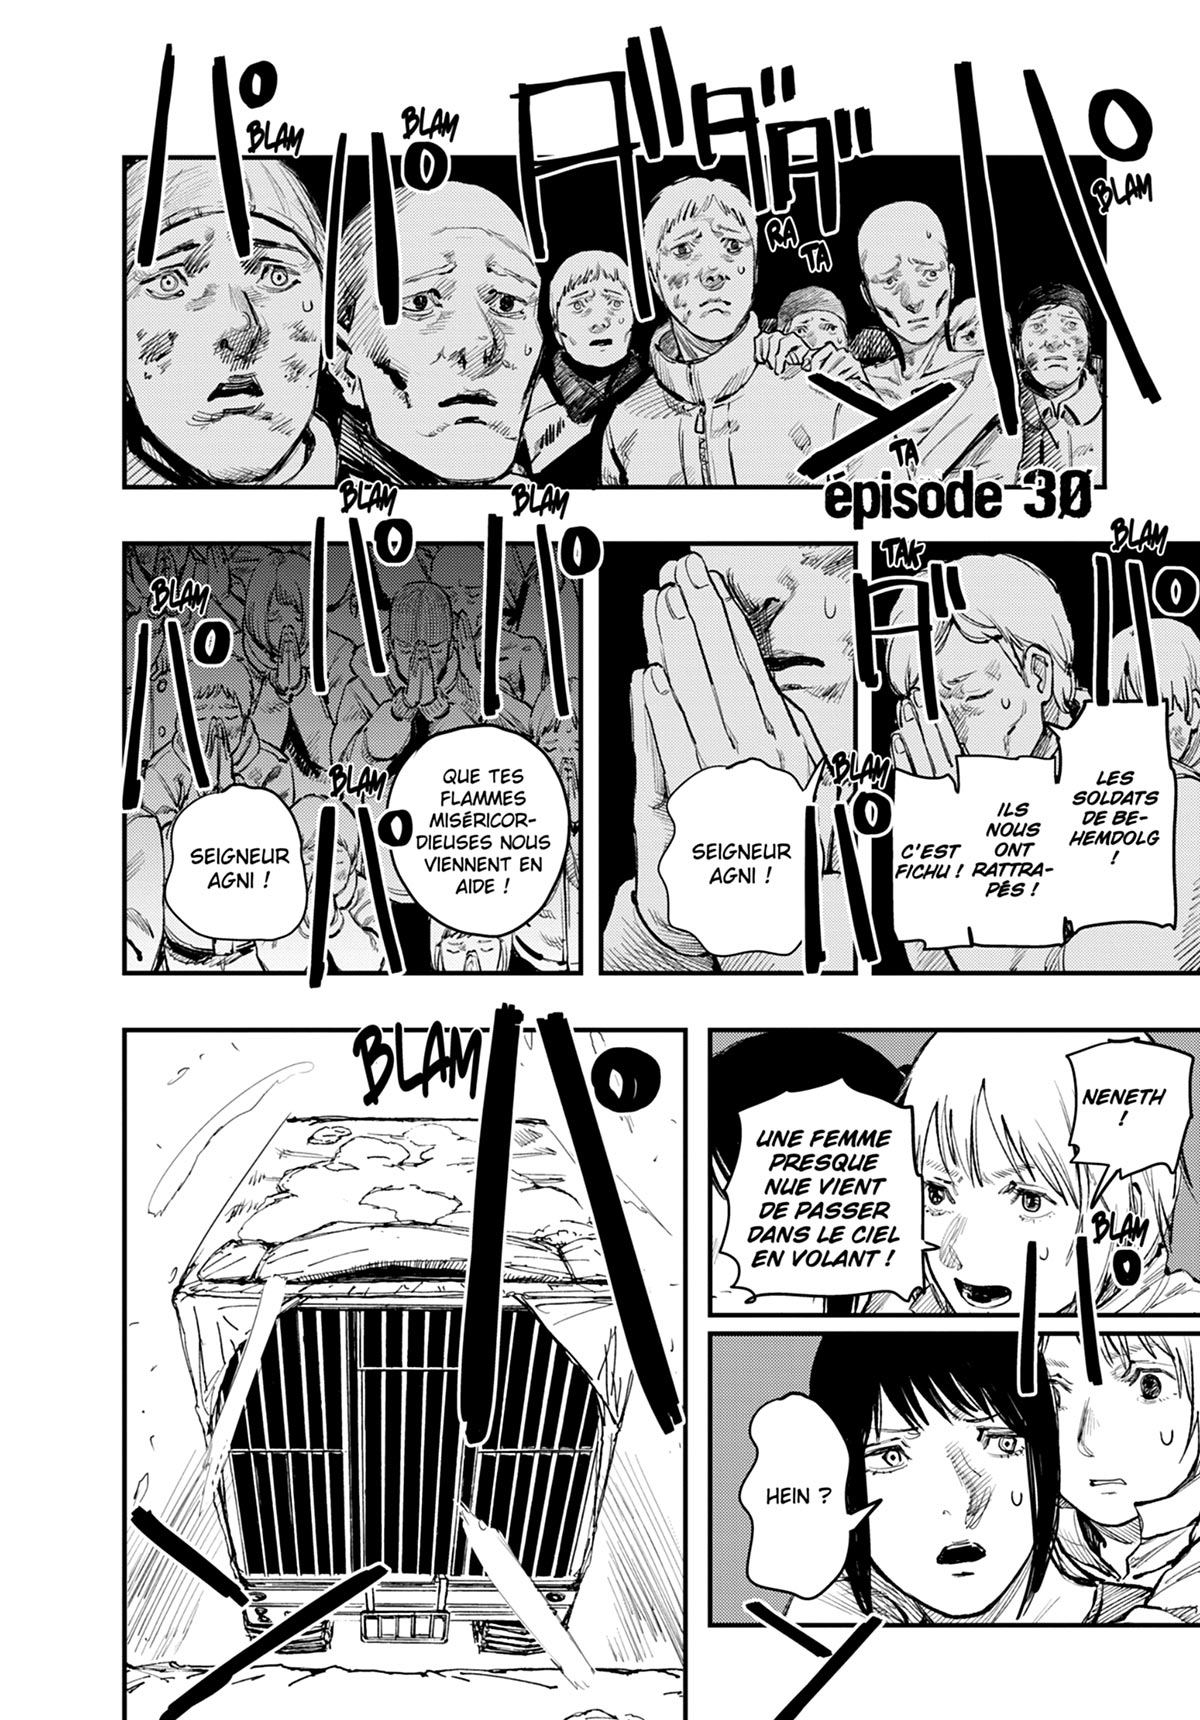 パ
BLAM
パ
BLAM
ダダダ
RA
TA
パ
BLAM
TA
épisode 30
TAK
ダ
BLAM
パ
LES
SOLDATS
DE BE-
HEMDOLG
!
ILS
NOUS
ONT
RATTRA-
PÉS !
C'EST
FICHU !
BLAM
パ
SEIGNEUR
AGNI !
BLAM
パ
BLAM
パ
QUE TES
FLAMMES
MISÉRICOR-
DIEUSES NOUS
VIENNENT EN
AIDE !
BLAM
パ
BLAM
パ
SEIGNEUR
AGNI !
NENETH
!
UNE FEMME
PRESQUE
NUE VIENT
DE PASSER
DANS LE CIEL
EN VOLANT !
BLAM
パ
HEIN ?
BLAM
パ